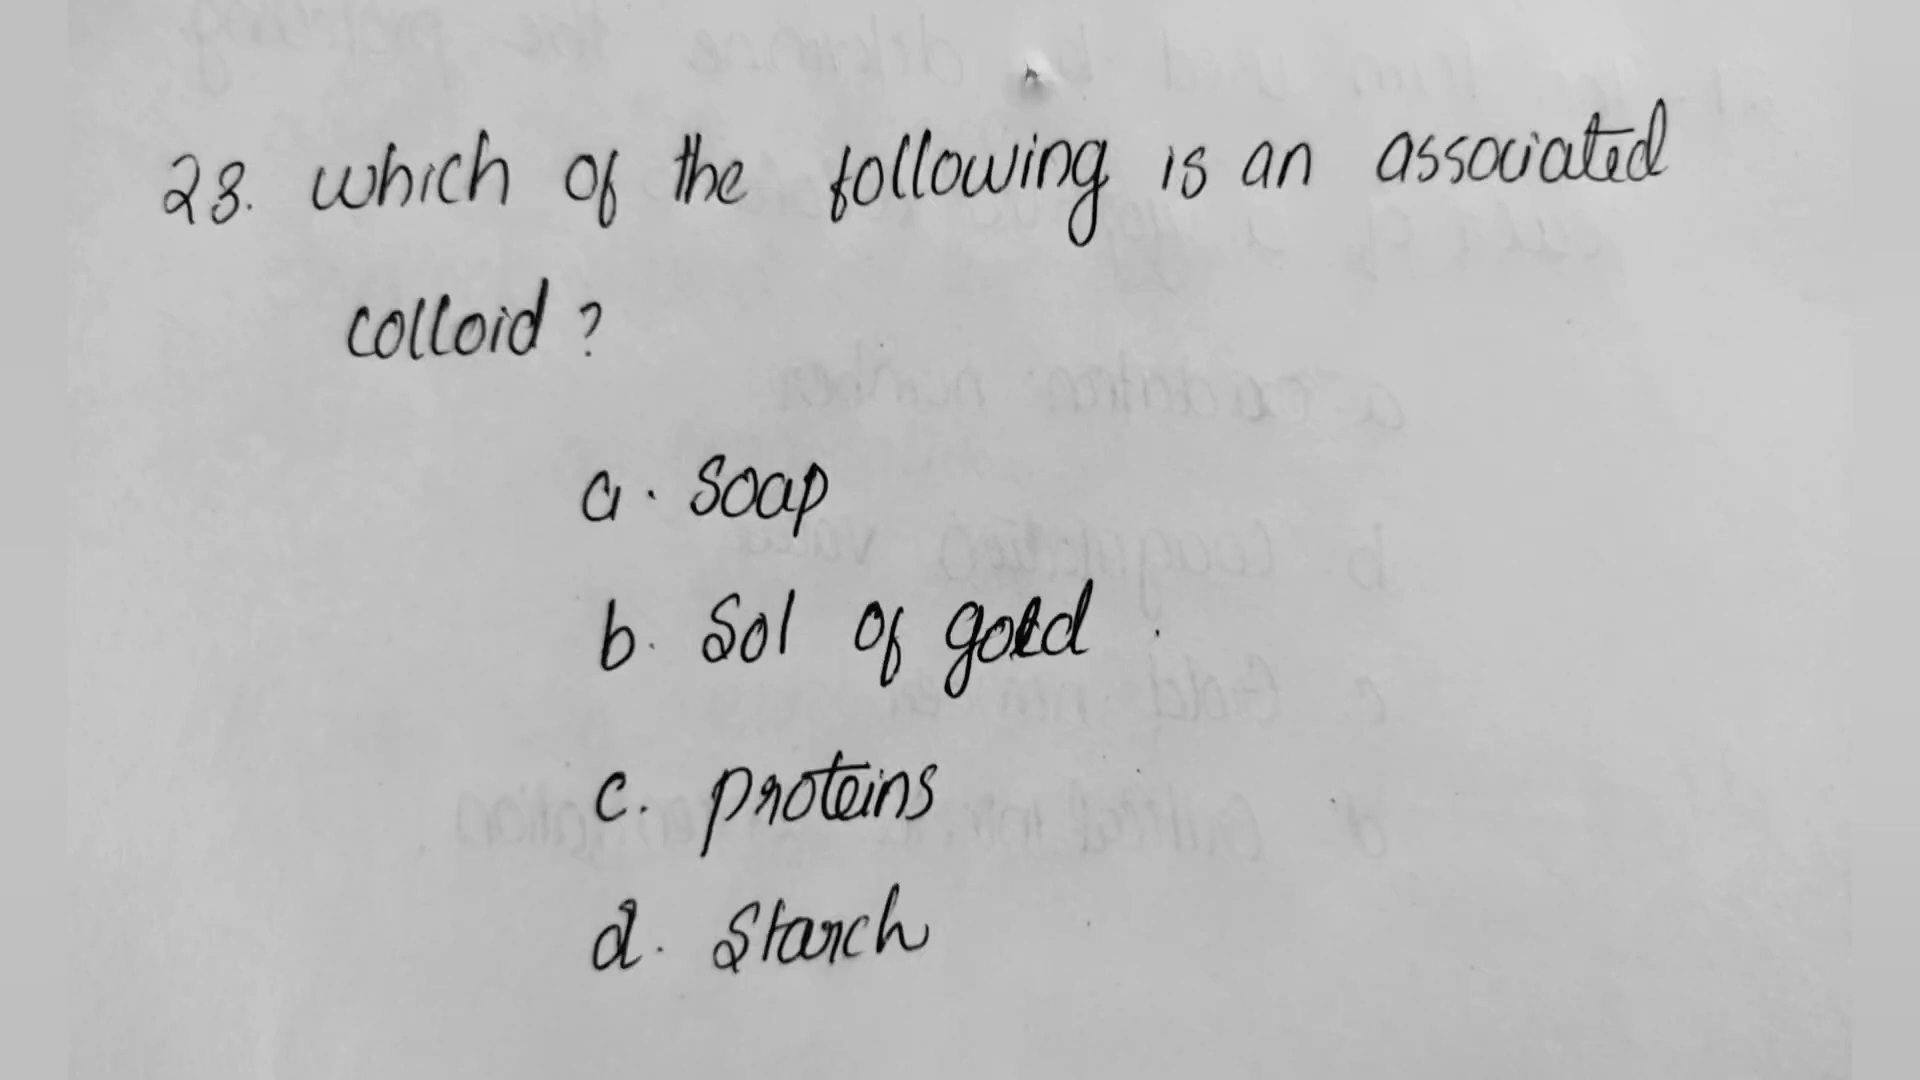 23. which of the following is an associated
colloid ?
a. Soap
b. Sol of gold
c. proteins
d. Starch